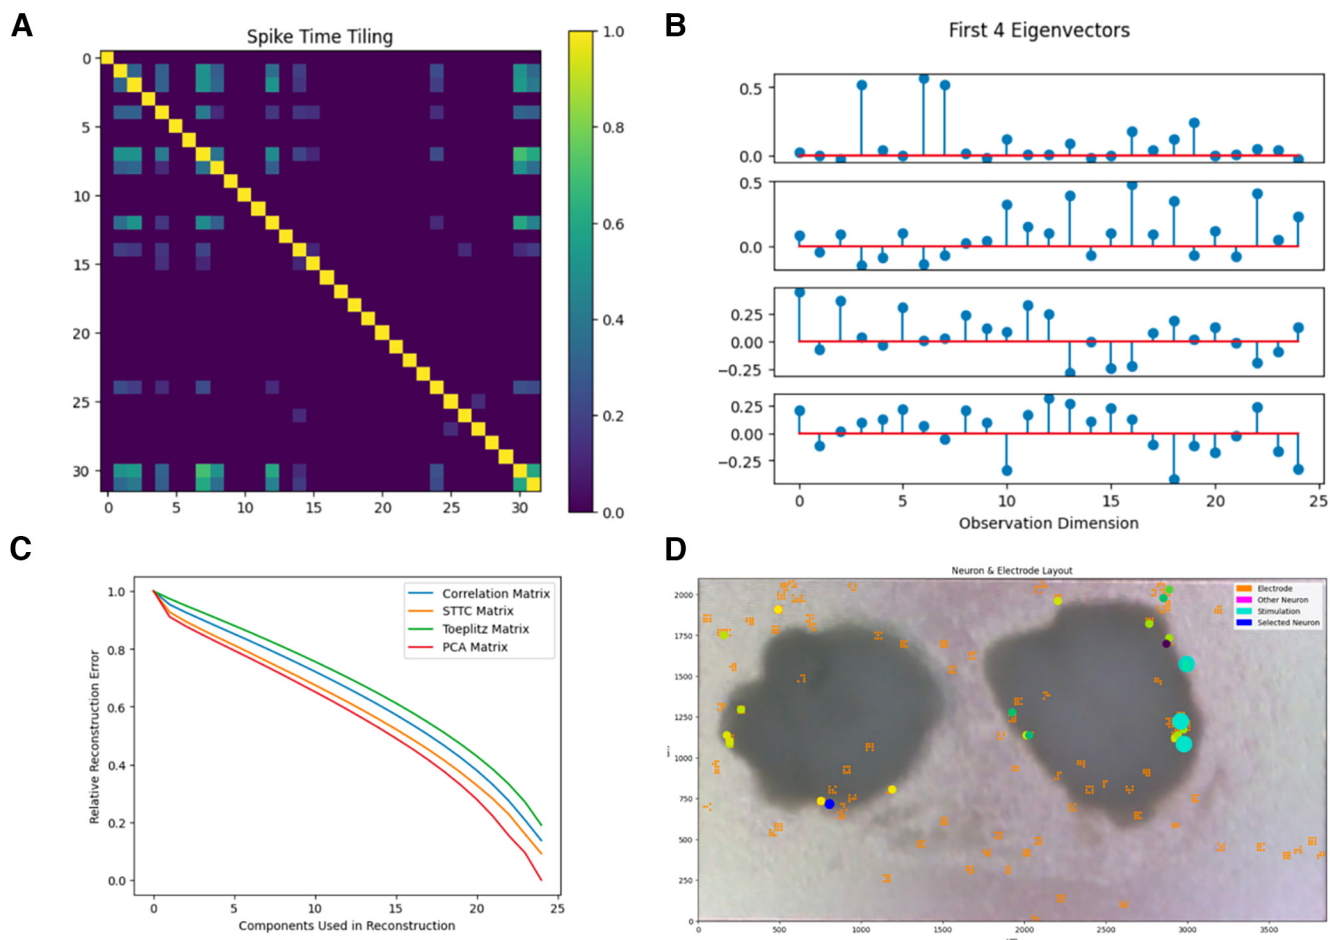 A
Spike Time Tiling
0
5
10
15
20
25
30
0 5 10 15 20 25 30
1.0
0.8
0.6
0.4
0.2
0.0
B
First 4 Eigenvectors
0.5
0.0
0.5
0.0
0.25
0.00
−0.25
0.25
0.00
−0.25
0 5 10 15 20 25
Observation Dimension
C
Relative Reconstruction Error
1.0
0.8
0.6
0.4
0.2
0.0
Correlation Matrix
STTC Matrix
Toeplitz Matrix
PCA Matrix
0 5 10 15 20 25
Components Used in Reconstruction
D
Neuron & Electrode Layout
2000
1750
1500
1250
1000
750
500
250
0
Electrode
Other Neuron
Stimulation
Selected Neuron
0 500 1000 1500 2000 2500 3000 3500